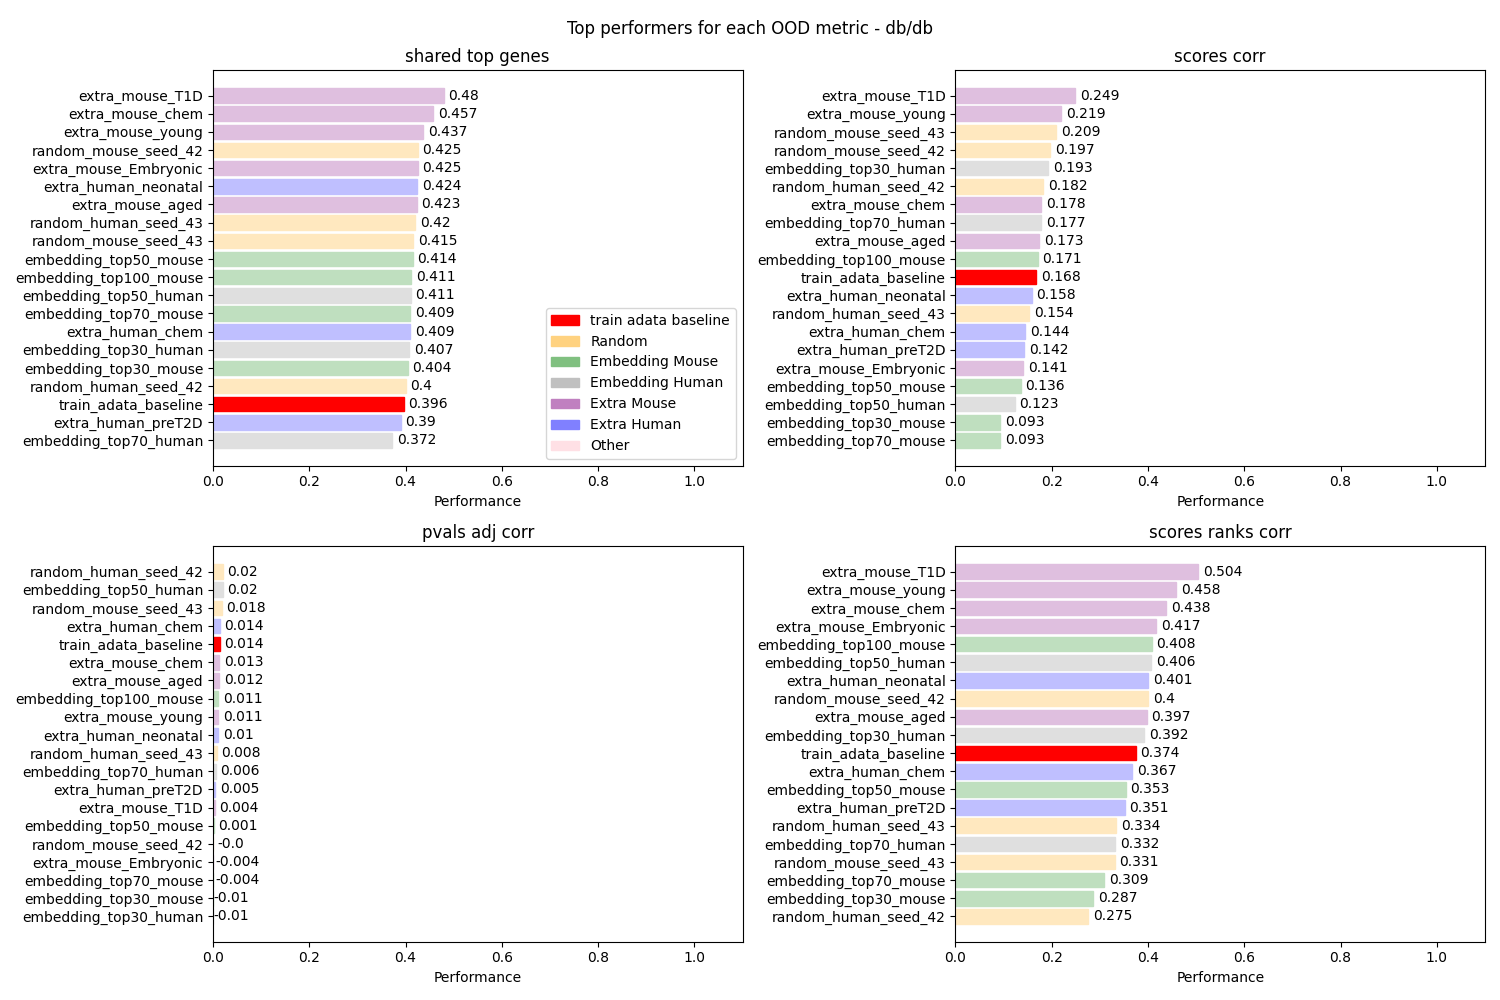 Top performers for each OOD metric - db/db
shared top genes
extra_mouse_T1D 0.48
extra_mouse_chem 0.457
extra_mouse_young 0.437
random_mouse_seed_42 0.425
extra_mouse_Embryonic 0.425
extra_human_neonatal 0.424
extra_mouse_aged 0.423
random_human_seed_43 0.42
random_mouse_seed_43 0.415
embedding_top50_mouse 0.414
embedding_top100_mouse 0.411
embedding_top50_human 0.411
embedding_top70_mouse 0.409
extra_human_chem 0.409
embedding_top30_human 0.407
embedding_top30_mouse 0.404
random_human_seed_42 0.4
train_adata_baseline 0.396
extra_human_preT2D 0.39
embedding_top70_human 0.372
train adata baseline
Random
Embedding Mouse
Embedding Human
Extra Mouse
Extra Human
Other
0.0 0.2 0.4 0.6 0.8 1.0
Performance
scores corr
extra_mouse_T1D 0.249
extra_mouse_young 0.219
random_mouse_seed_43 0.209
random_mouse_seed_42 0.197
embedding_top30_human 0.193
random_human_seed_42 0.182
extra_mouse_chem 0.178
embedding_top70_human 0.177
extra_mouse_aged 0.173
embedding_top100_mouse 0.171
train_adata_baseline 0.168
extra_human_neonatal 0.158
random_human_seed_43 0.154
extra_human_chem 0.144
extra_human_preT2D 0.142
extra_mouse_Embryonic 0.141
embedding_top50_mouse 0.136
embedding_top50_human 0.123
embedding_top30_mouse 0.093
embedding_top70_mouse 0.093
0.0 0.2 0.4 0.6 0.8 1.0
Performance
pvals adj corr
random_human_seed_42 0.02
embedding_top50_human 0.02
random_mouse_seed_43 0.018
extra_human_chem 0.014
train_adata_baseline 0.014
extra_mouse_chem 0.013
extra_mouse_aged 0.012
embedding_top100_mouse 0.011
extra_mouse_young 0.011
extra_human_neonatal 0.01
random_human_seed_43 0.008
embedding_top70_human 0.006
extra_human_preT2D 0.005
extra_mouse_T1D 0.004
embedding_top50_mouse 0.001
random_mouse_seed_42 -0.0
extra_mouse_Embryonic -0.004
embedding_top70_mouse -0.004
embedding_top30_mouse -0.01
embedding_top30_human -0.01
0.0 0.2 0.4 0.6 0.8 1.0
Performance
scores ranks corr
extra_mouse_T1D 0.504
extra_mouse_young 0.458
extra_mouse_chem 0.438
extra_mouse_Embryonic 0.417
embedding_top100_mouse 0.408
embedding_top50_human 0.406
extra_human_neonatal 0.401
random_mouse_seed_42 0.4
extra_mouse_aged 0.397
embedding_top30_human 0.392
train_adata_baseline 0.374
extra_human_chem 0.367
embedding_top50_mouse 0.353
extra_human_preT2D 0.351
random_human_seed_43 0.334
embedding_top70_human 0.332
random_mouse_seed_43 0.331
embedding_top70_mouse 0.309
embedding_top30_mouse 0.287
random_human_seed_42 0.275
0.0 0.2 0.4 0.6 0.8 1.0
Performance